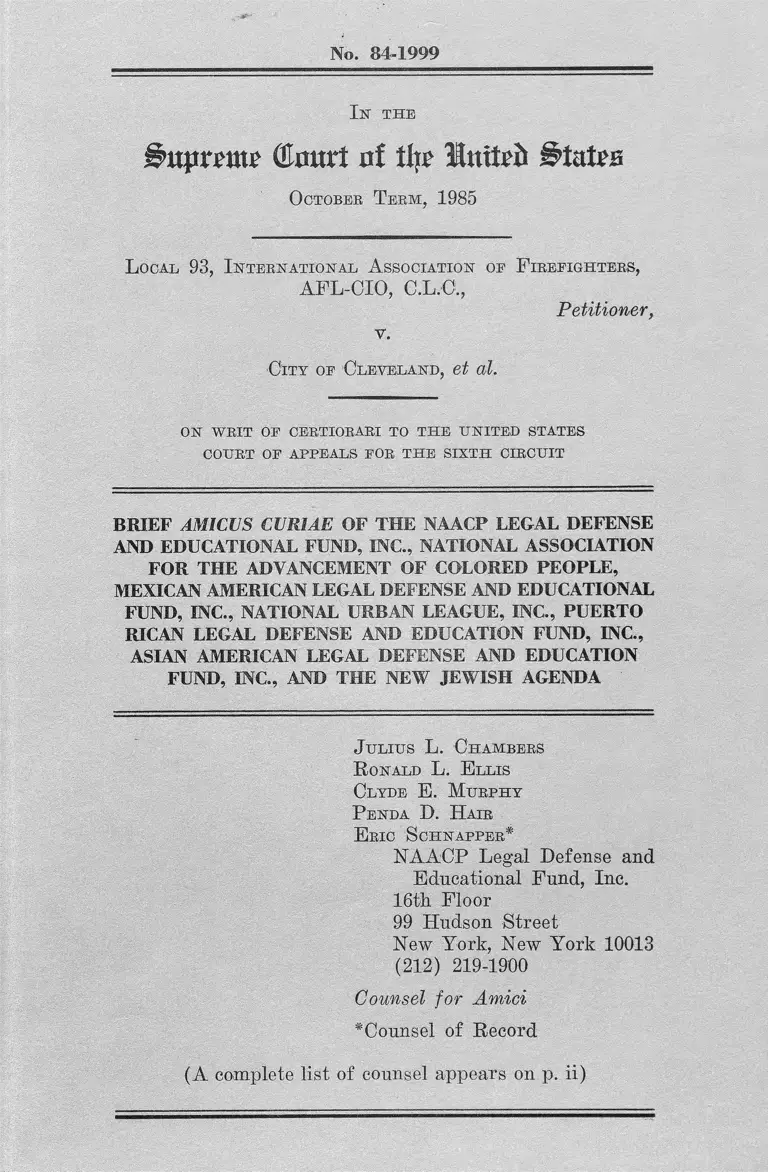 No. 84-1999
IN THE
Supreme Court of the United States
OCTOBER TERM, 1985
LOCAL 93, INTERNATIONAL ASSOCIATION OF FIREFIGHTERS,
AFL-CIO, C.L.C.,
Petitioner,
v.
CITY OF CLEVELAND, et al.
ON WRIT OF CERTIORARI TO THE UNITED STATES
COURT OF APPEALS FOR THE SIXTH CIRCUIT
BRIEF AMICUS CURIAE OF THE NAACP LEGAL DEFENSE
AND EDUCATIONAL FUND, INC., NATIONAL ASSOCIATION
FOR THE ADVANCEMENT OF COLORED PEOPLE,
MEXICAN AMERICAN LEGAL DEFENSE AND EDUCATIONAL
FUND, INC., NATIONAL URBAN LEAGUE, INC., PUERTO
RICAN LEGAL DEFENSE AND EDUCATION FUND, INC.,
ASIAN AMERICAN LEGAL DEFENSE AND EDUCATION
FUND, INC., AND THE NEW JEWISH AGENDA
JULIUS L. CHAMBERS
RONALD L. ELLIS
CLYDE E. MURPHY
PENDA D. HAIR
ERIC SCHNAPPER*
NAACP Legal Defense and
Educational Fund, Inc.
16th Floor
99 Hudson Street
New York, New York 10013
(212) 219-1900
Counsel for Amici
*Counsel of Record
(A complete list of counsel appears on p. ii)